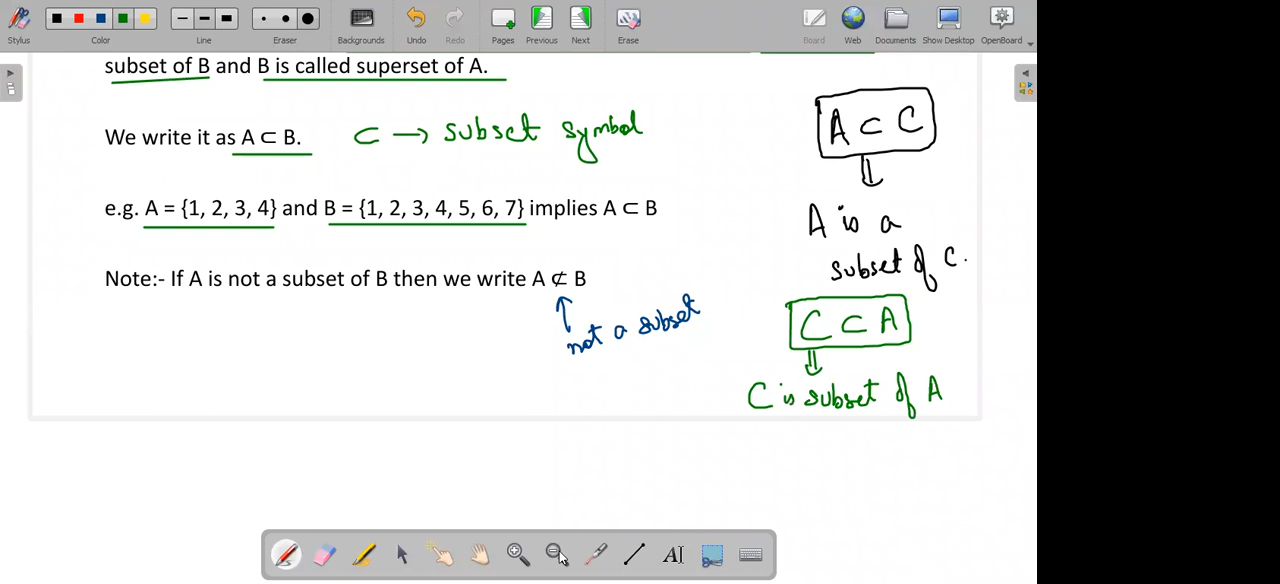 Stylus
Color
Line
Eraser
Backgrounds
Undo
Redo
Pages
Previous
Next
Erase
Board
Web
Documents
Show Desktop
OpenBoard
subset of B and B is called superset of A.
We write it as A ⊂ B.
⊂ → subset symbol
e.g. A = {1, 2, 3, 4} and B = {1, 2, 3, 4, 5, 6, 7} implies A ⊂ B
Note:- If A is not a subset of B then we write A ⊄ B
not a subset
A ⊂ C
A is a
subset of C.
C ⊂ A
C is subset of A
AI